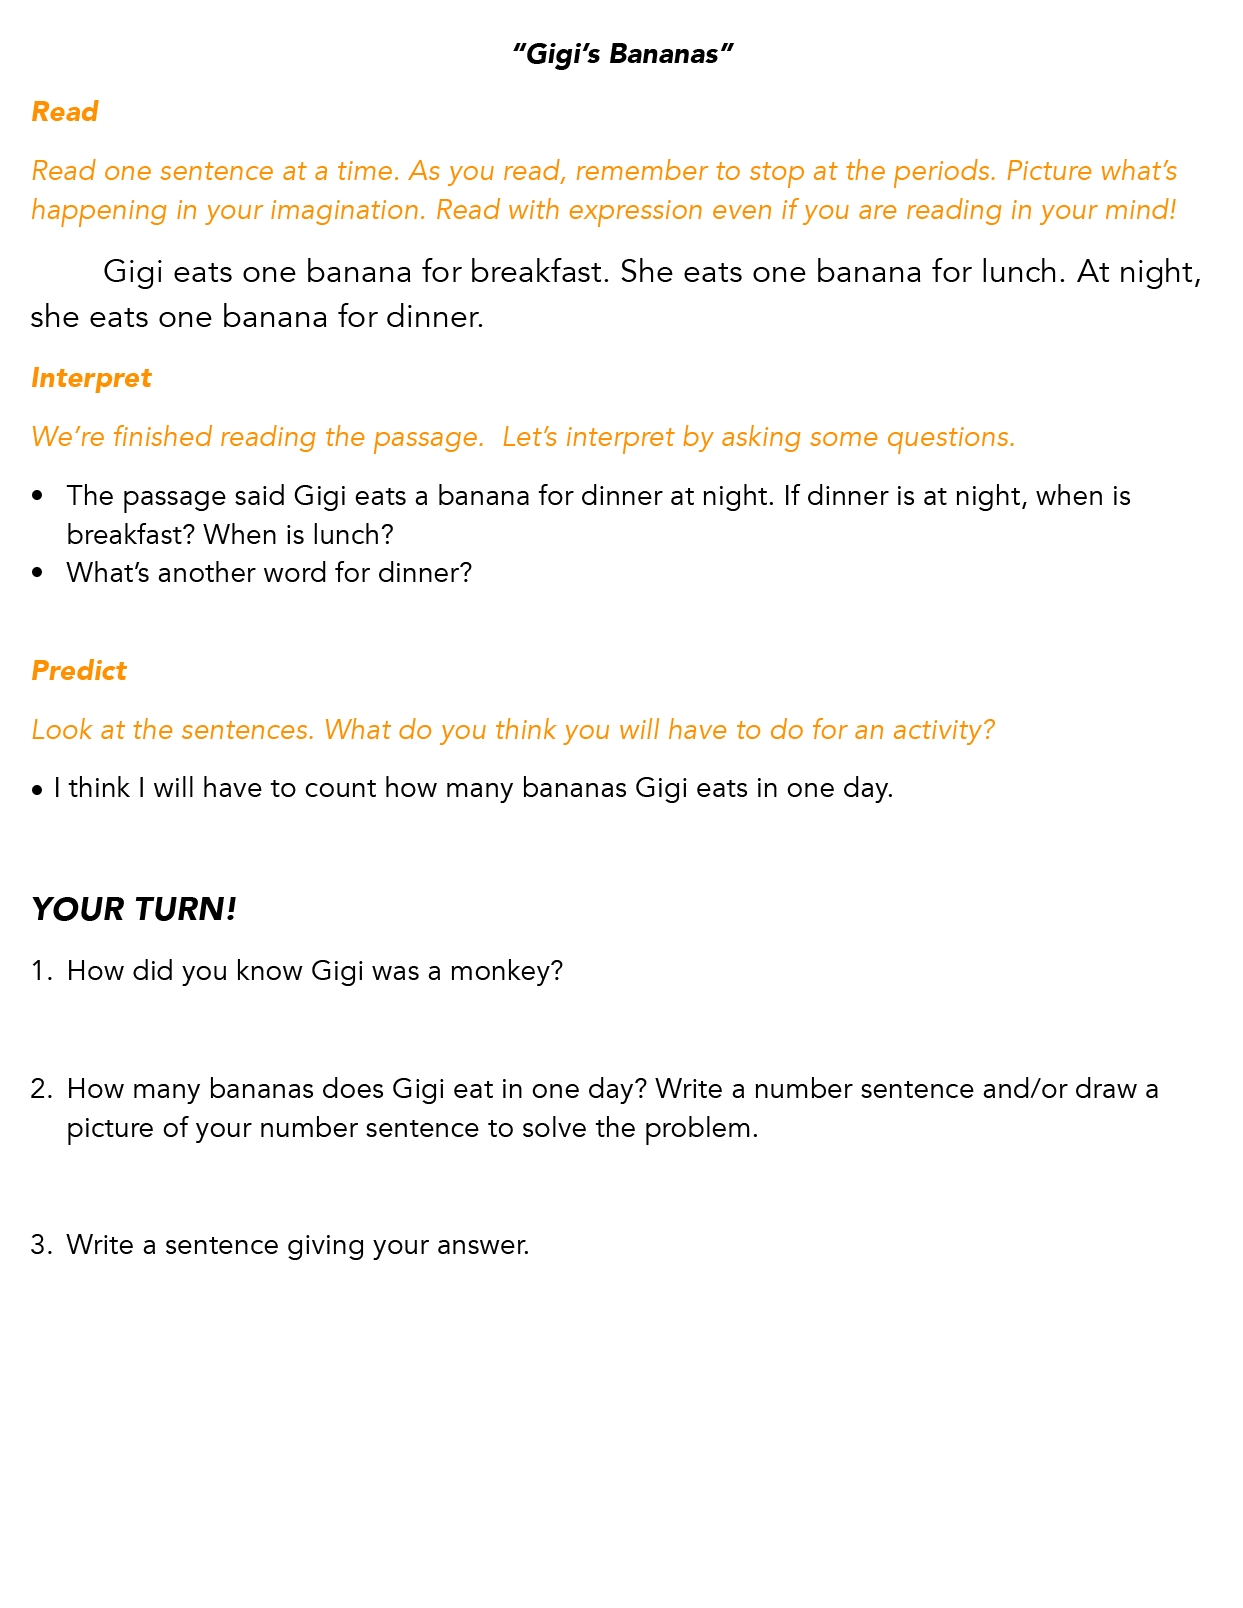 “Gigi’s Bananas”
Read
Read one sentence at a time. As you read, remember to stop at the periods. Picture what’s
happening in your imagination. Read with expression even if you are reading in your mind!
Gigi eats one banana for breakfast. She eats one banana for lunch. At night,
she eats one banana for dinner.
Interpret
We’re finished reading the passage.  Let’s interpret by asking some questions.
• The passage said Gigi eats a banana for dinner at night. If dinner is at night, when is
breakfast? When is lunch?
• What’s another word for dinner?
Predict
Look at the sentences. What do you think you will have to do for an activity?
• I think I will have to count how many bananas Gigi eats in one day.
YOUR TURN!
1. How did you know Gigi was a monkey?
2. How many bananas does Gigi eat in one day? Write a number sentence and/or draw a
picture of your number sentence to solve the problem.
3. Write a sentence giving your answer.